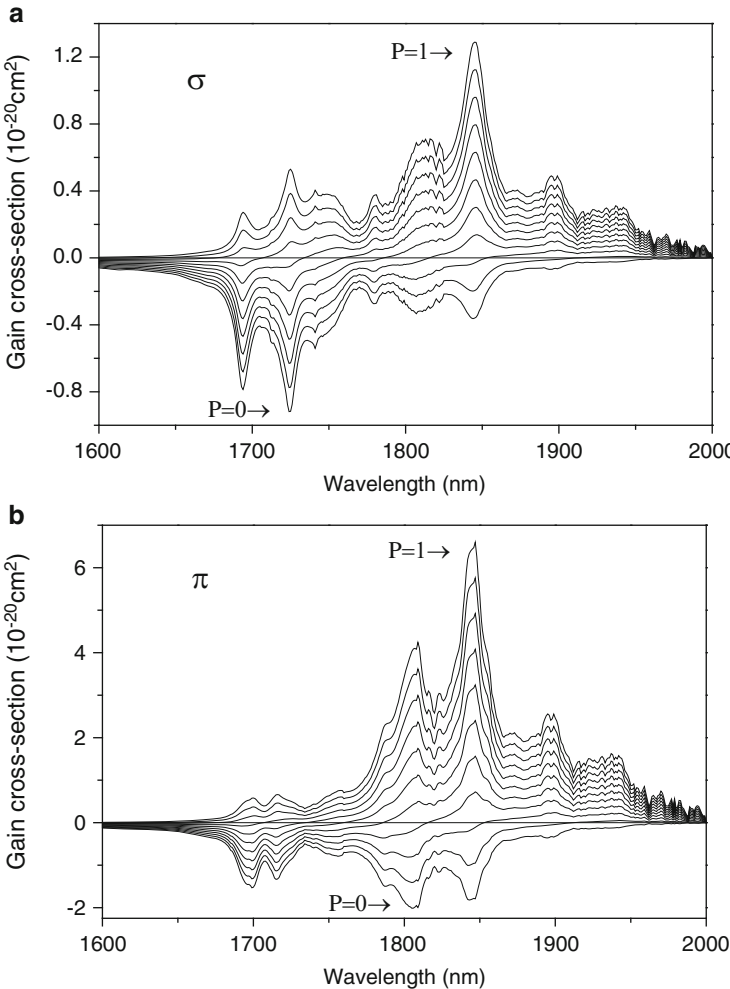 a
σ
P=1→
1.2
0.8
0.4
0.0
-0.4
-0.8
P=0→
Gain cross-section (10-20cm2)
1600 1700 1800 1900 2000
Wavelength (nm)
b
π
P=1→
6
4
2
0
-2
P=0→
Gain cross-section (10-20cm2)
1600 1700 1800 1900 2000
Wavelength (nm)